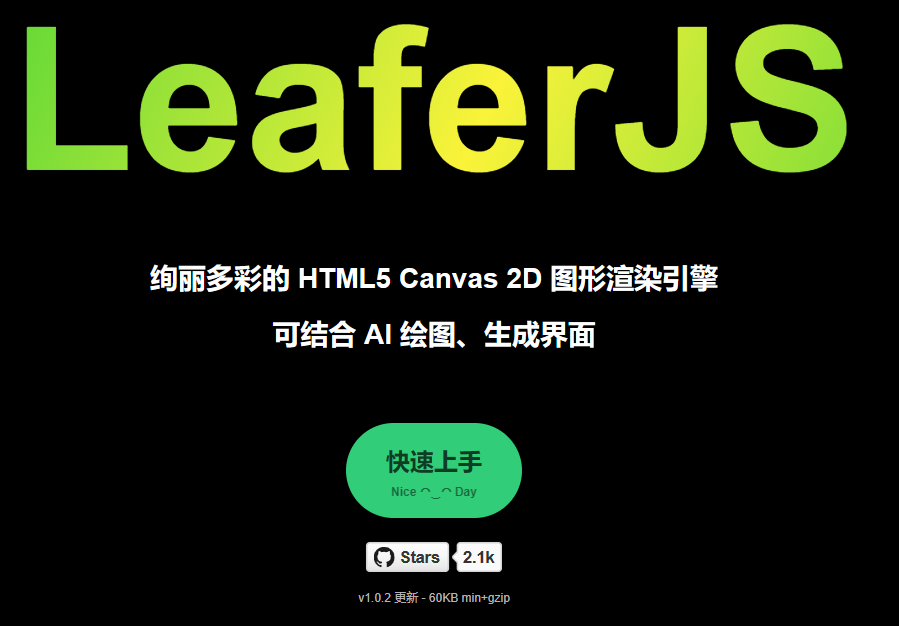 LeaferJS
绚丽多彩的 HTML5 Canvas 2D 图形渲染引擎
可结合 AI 绘图、生成界面
快速上手
Nice ◠‿◠ Day
Stars 2.1k
v1.0.2 更新 - 60KB min+gzip